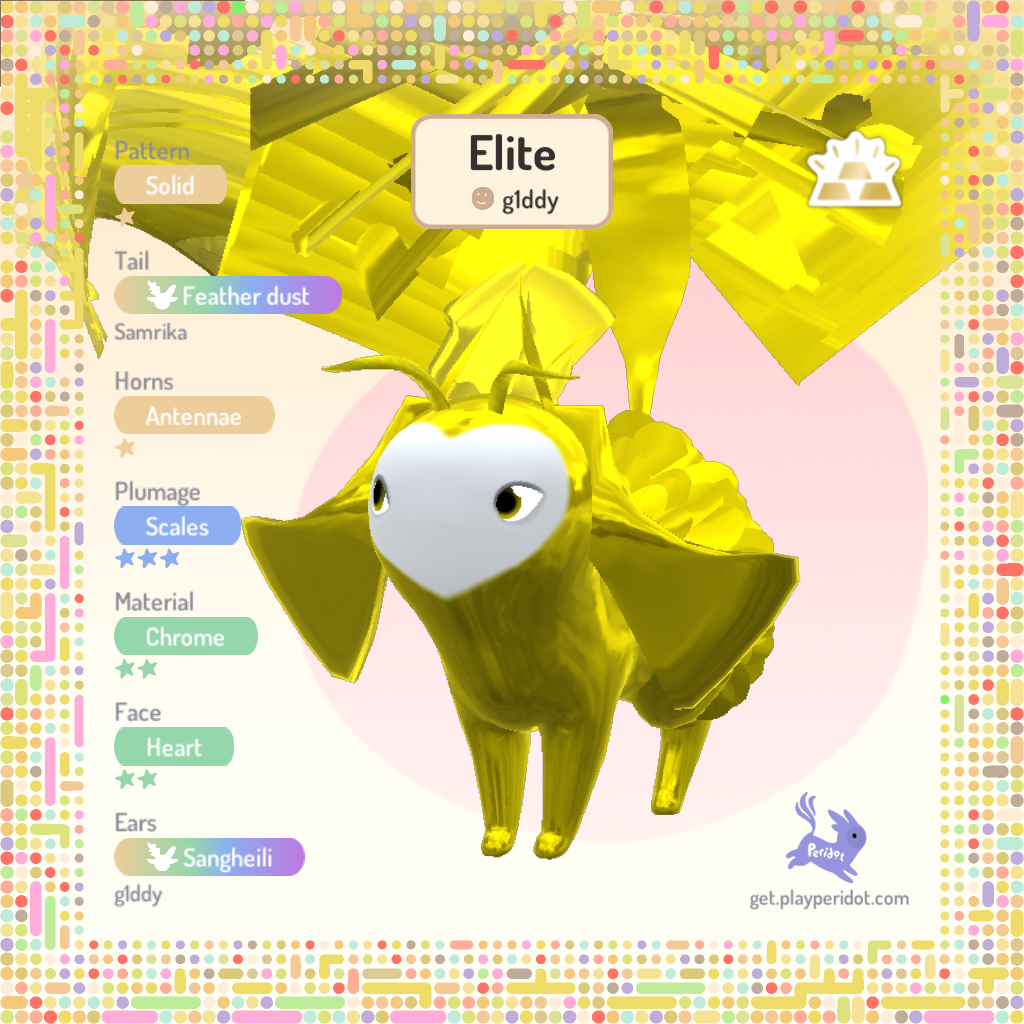 Elite
g1ddy
Pattern
Solid
Tail
Feather dust
Samrika
Horns
Antennae
Plumage
Scales
Material
Chrome
Face
Heart
Ears
Sangheili
g1ddy
Peridot
get.playperidot.com